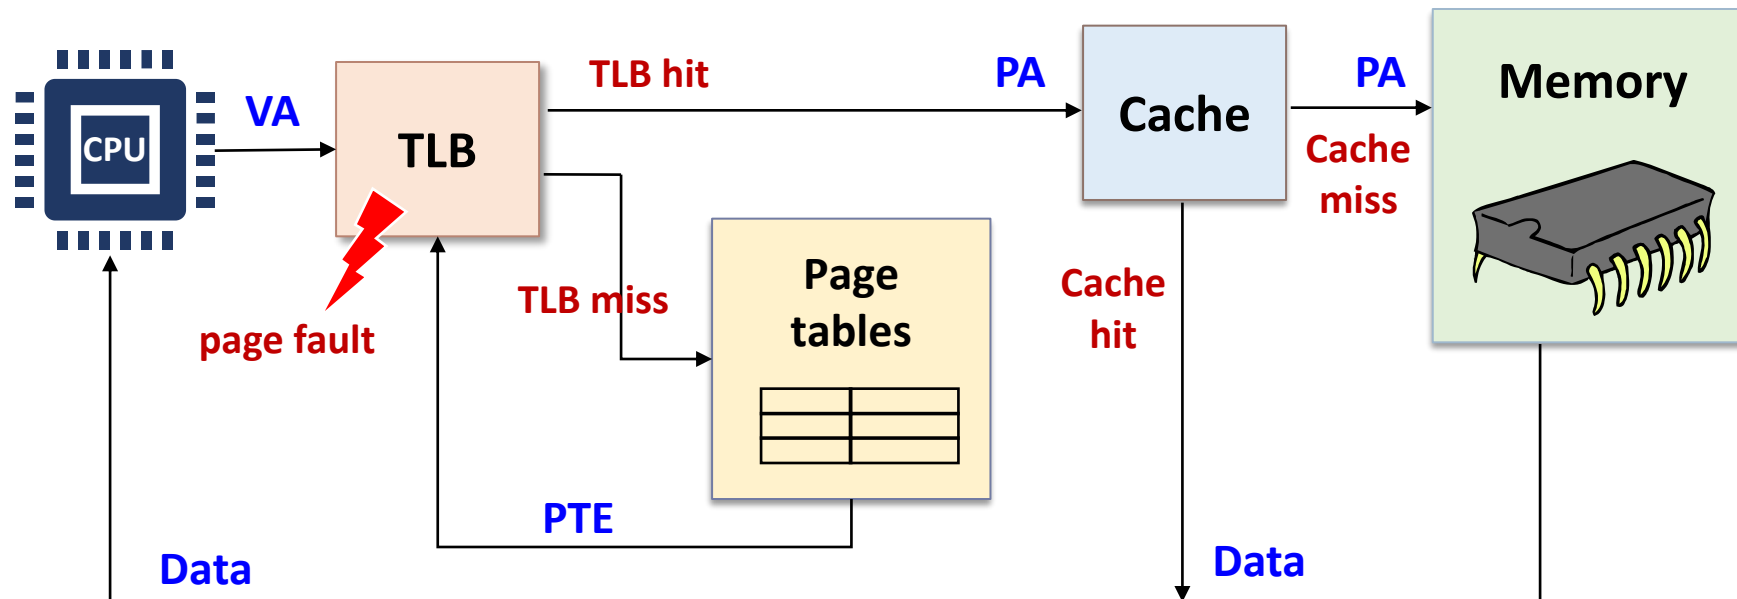 CPU
VA
TLB
TLB hit
PA
Cache
PA
Memory
Cache
miss
page fault
TLB miss
Page
tables
Cache
hit
PTE
Data
Data